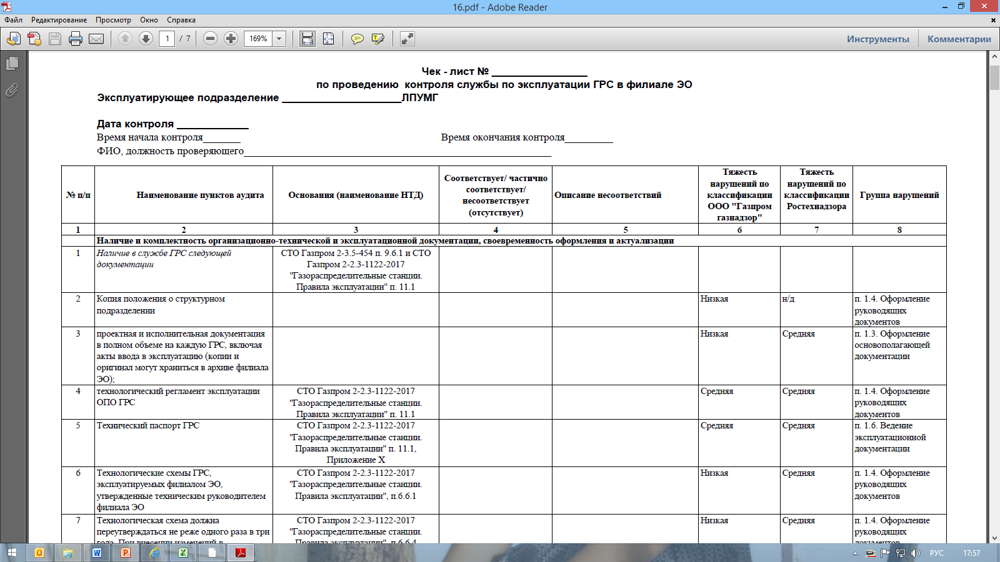 16.pdf - Adobe Reader
Файл Редактирование Просмотр Окно Справка
1 / 7 169% Инструменты Комментарии
Чек - лист № ________________
по проведению контроля службы по эксплуатации ГРС в филиале ЭО
Эксплуатирующее подразделение ____________________ЛПУМГ
Дата контроля ____________
Время начала контроля_______ Время окончания контроля_________
ФИО, должность проверяющего_________________________________________________________
№ п/п
Наименование пунктов аудита
Основания (наименование НТД)
Соответствует/ частично
соответствует/
несоответствует
(отсутствует)
Описание несоответствий
Тяжесть
нарушений по
классификации
ООО "Газпром
газнадзор"
Тяжесть
нарушений по
классификации
Ростехнадзора
Группа нарушений
1 2 3 4 5 6 7 8
Наличие и комплектность организационно-технической и эксплуатационной документации, своевременность оформления и актуализации
1
Наличие в службе ГРС следующей
документации
СТО Газпром 2-3.5-454 п. 9.6.1 и СТО
Газпром 2-2.3-1122-2017
"Газораспределительные станции.
Правила эксплуатации" п. 11.1
2
Копия положения о структурном
подразделении
Низкая
н/д
п. 1.4. Оформление
руководящих
документов
3
проектная и исполнительная документация
в полном объеме на каждую ГРС, включая
акты ввода в эксплуатацию (копии и
оригинал могут храниться в архиве филиала
ЭО);
Низкая
Средняя
п. 1.3. Оформление
основополагающей
документации
4
технологический регламент эксплуатации
ОПО ГРС
СТО Газпром 2-2.3-1122-2017
"Газораспределительные станции.
Правила эксплуатации" п. 11.1
Средняя
Средняя
п. 1.4. Оформление
руководящих
документов
5
Технический паспорт ГРС
СТО Газпром 2-2.3-1122-2017
"Газораспределительные станции.
Правила эксплуатации" п. 11.1,
Приложение Х
Средняя
Средняя
п. 1.6. Ведение
эксплуатационной
документации
6
Технологические схемы ГРС,
эксплуатируемых филиалом ЭО,
утвержденные техническим руководителем
филиала ЭО
СТО Газпром 2-2.3-1122-2017
"Газораспределительные станции.
Правила эксплуатации", п.6.6.1
Низкая
Средняя
п. 1.4. Оформление
руководящих
документов
7
Технологическая схема должна
переутверждаться не реже одного раза в три
года. При внесении изменений в
СТО Газпром 2-2.3-1122-2017
"Газораспределительные станции.
Правила эксплуатации", п.6.6.4
Низкая
Средняя
п. 1.4. Оформление
руководящих
документов
РУС 17:57